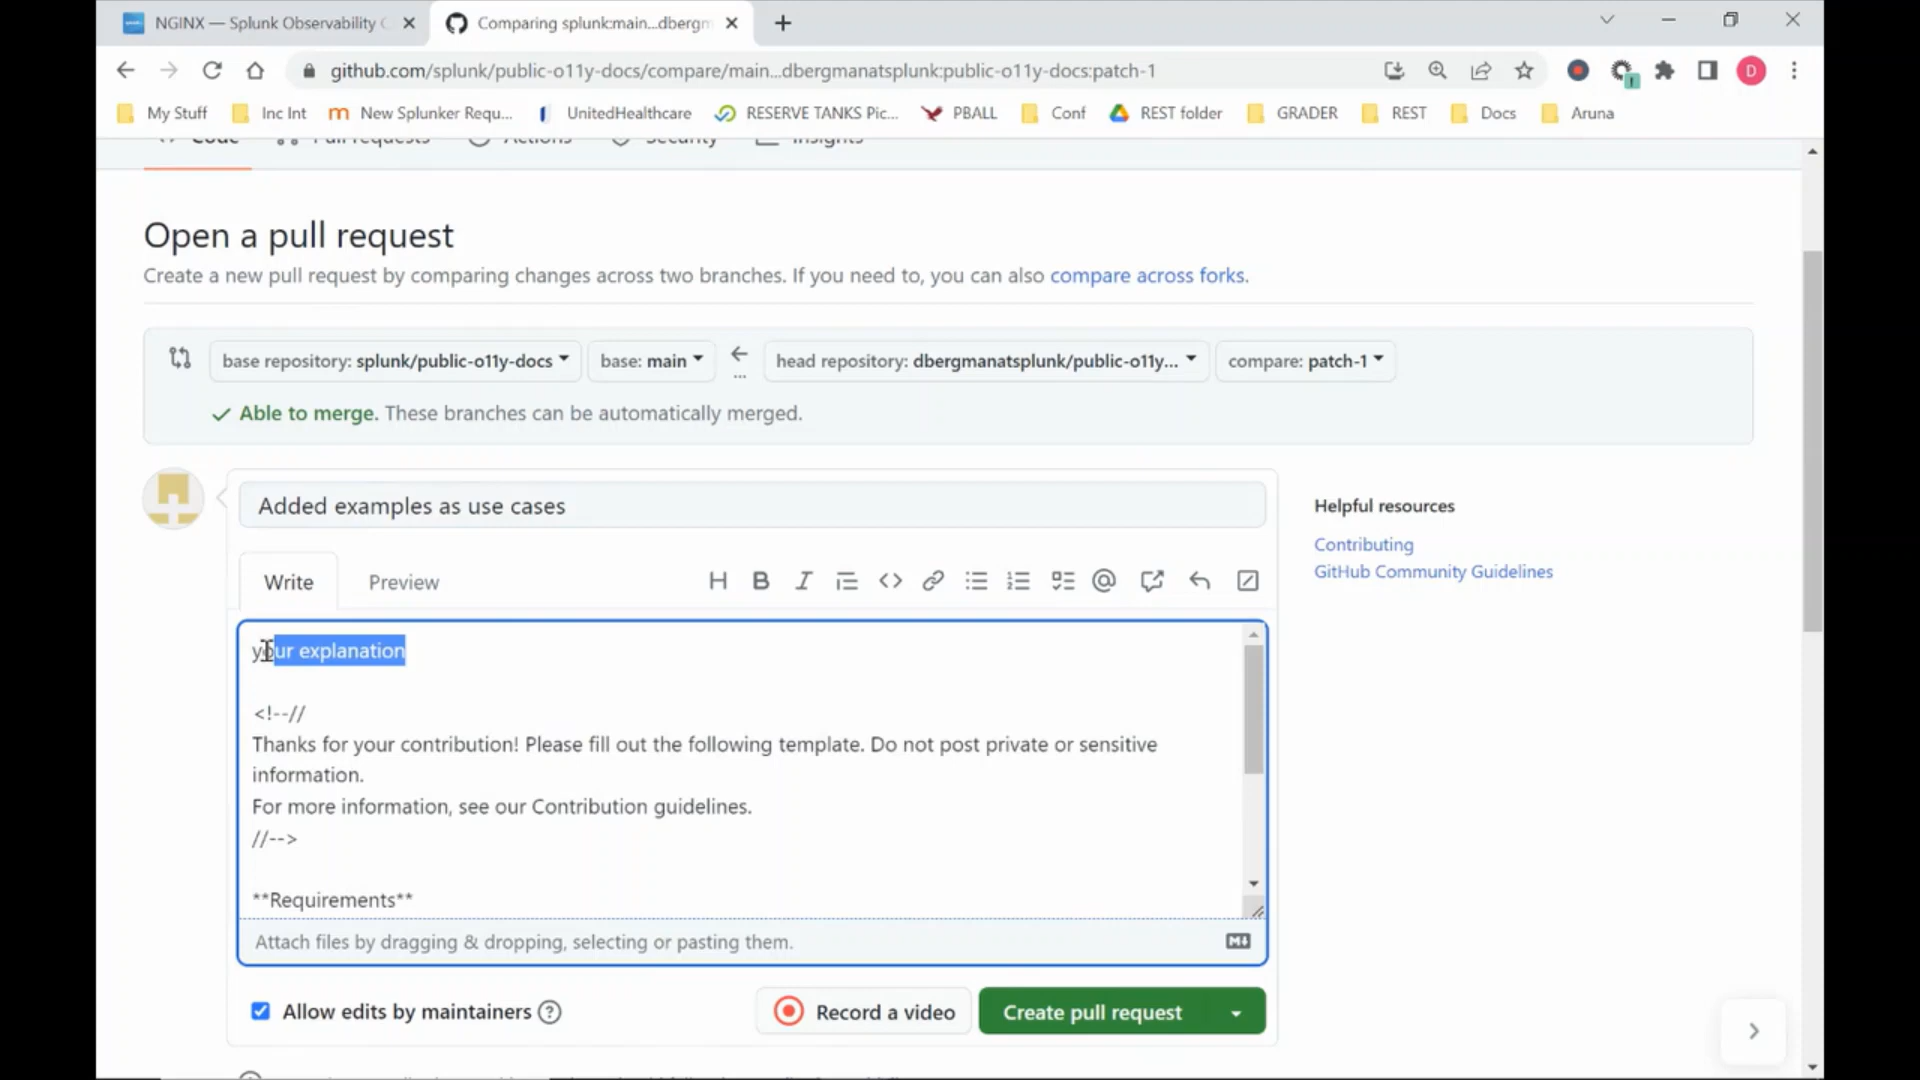 NGINX — Splunk Observability C
Comparing splunk:main...dbergm
github.com/splunk/public-o11y-docs/compare/main...dbergmanatsplunk:public-o11y-docs:patch-1
D
My Stuff
Inc Int
New Splunker Requ...
UnitedHealthcare
RESERVE TANKS Pic...
PBALL
Conf
REST folder
GRADER
REST
Docs
Aruna
Code
Pull requests
Actions
Security
Insights
Open a pull request
Create a new pull request by comparing changes across two branches. If you need to, you can also compare across forks.
base repository: splunk/public-o11y-docs
base: main
head repository: dbergmanatsplunk/public-o11y...
compare: patch-1
Able to merge. These branches can be automatically merged.
Added examples as use cases
Write
Preview
your explanation
<!--//
Thanks for your contribution! Please fill out the following template. Do not post private or sensitive
information.
For more information, see our Contribution guidelines.
//-->
**Requirements**
Attach files by dragging & dropping, selecting or pasting them.
Allow edits by maintainers
Record a video
Create pull request
Helpful resources
Contributing
GitHub Community Guidelines